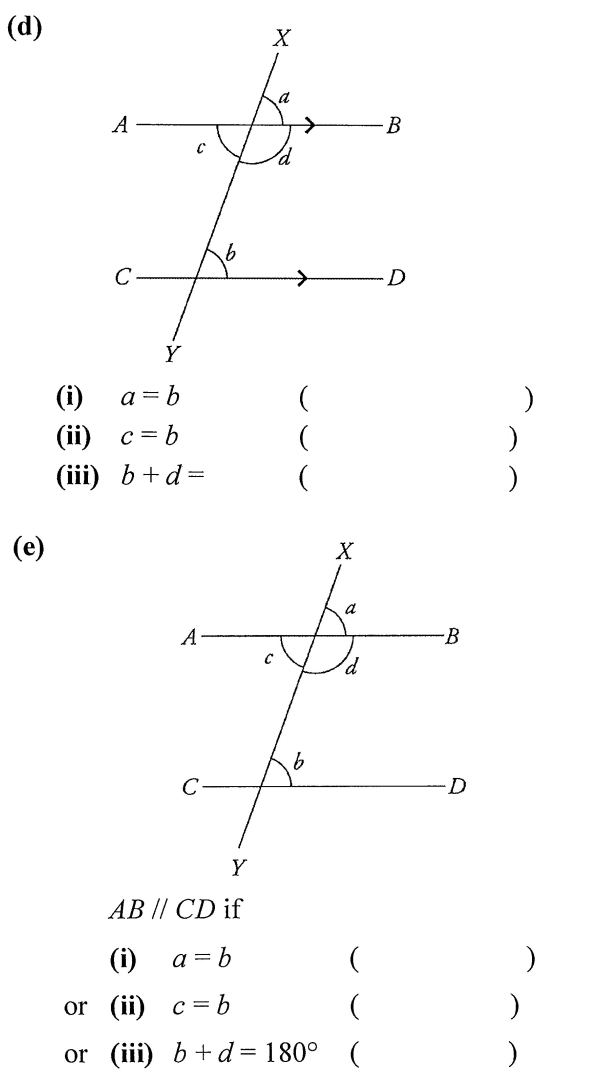 (d)
X
a
A B
c d
b
C D
Y
(i) a = b ( )
(ii) c = b ( )
(iii) b + d = ( )
(e)
X
a
A B
c d
b
C D
Y
AB // CD if
(i) a = b ( )
or (ii) c = b ( )
or (iii) b + d = 180° ( )